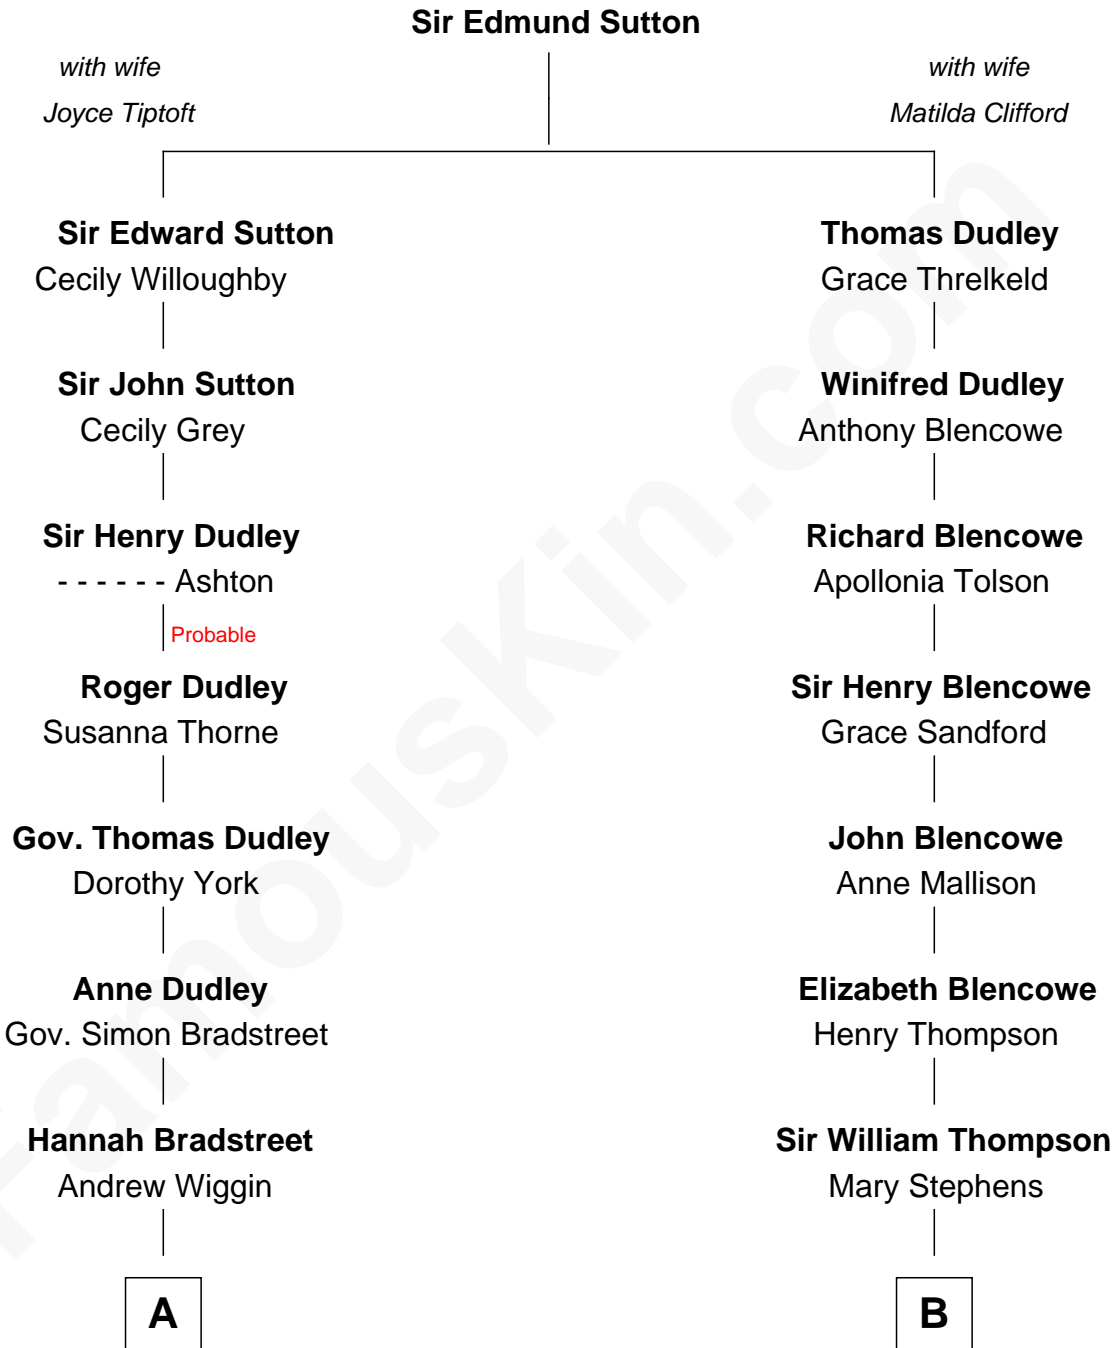 Sir Edmund Sutton
with wife
Joyce Tiptoft
with wife
Matilda Clifford
Sir Edward Sutton
Cecily Willoughby
Thomas Dudley
Grace Threlkeld
Sir John Sutton
Cecily Grey
Winifred Dudley
Anthony Blencowe
Sir Henry Dudley
- - - - - - Ashton
Richard Blencowe
Apollonia Tolson
Probable
Roger Dudley
Susanna Thorne
Sir Henry Blencowe
Grace Sandford
Gov. Thomas Dudley
Dorothy York
John Blencowe
Anne Mallison
Anne Dudley
Gov. Simon Bradstreet
Elizabeth Blencowe
Henry Thompson
Hannah Bradstreet
Andrew Wiggin
Sir William Thompson
Mary Stephens
A
B
FamousKin.com